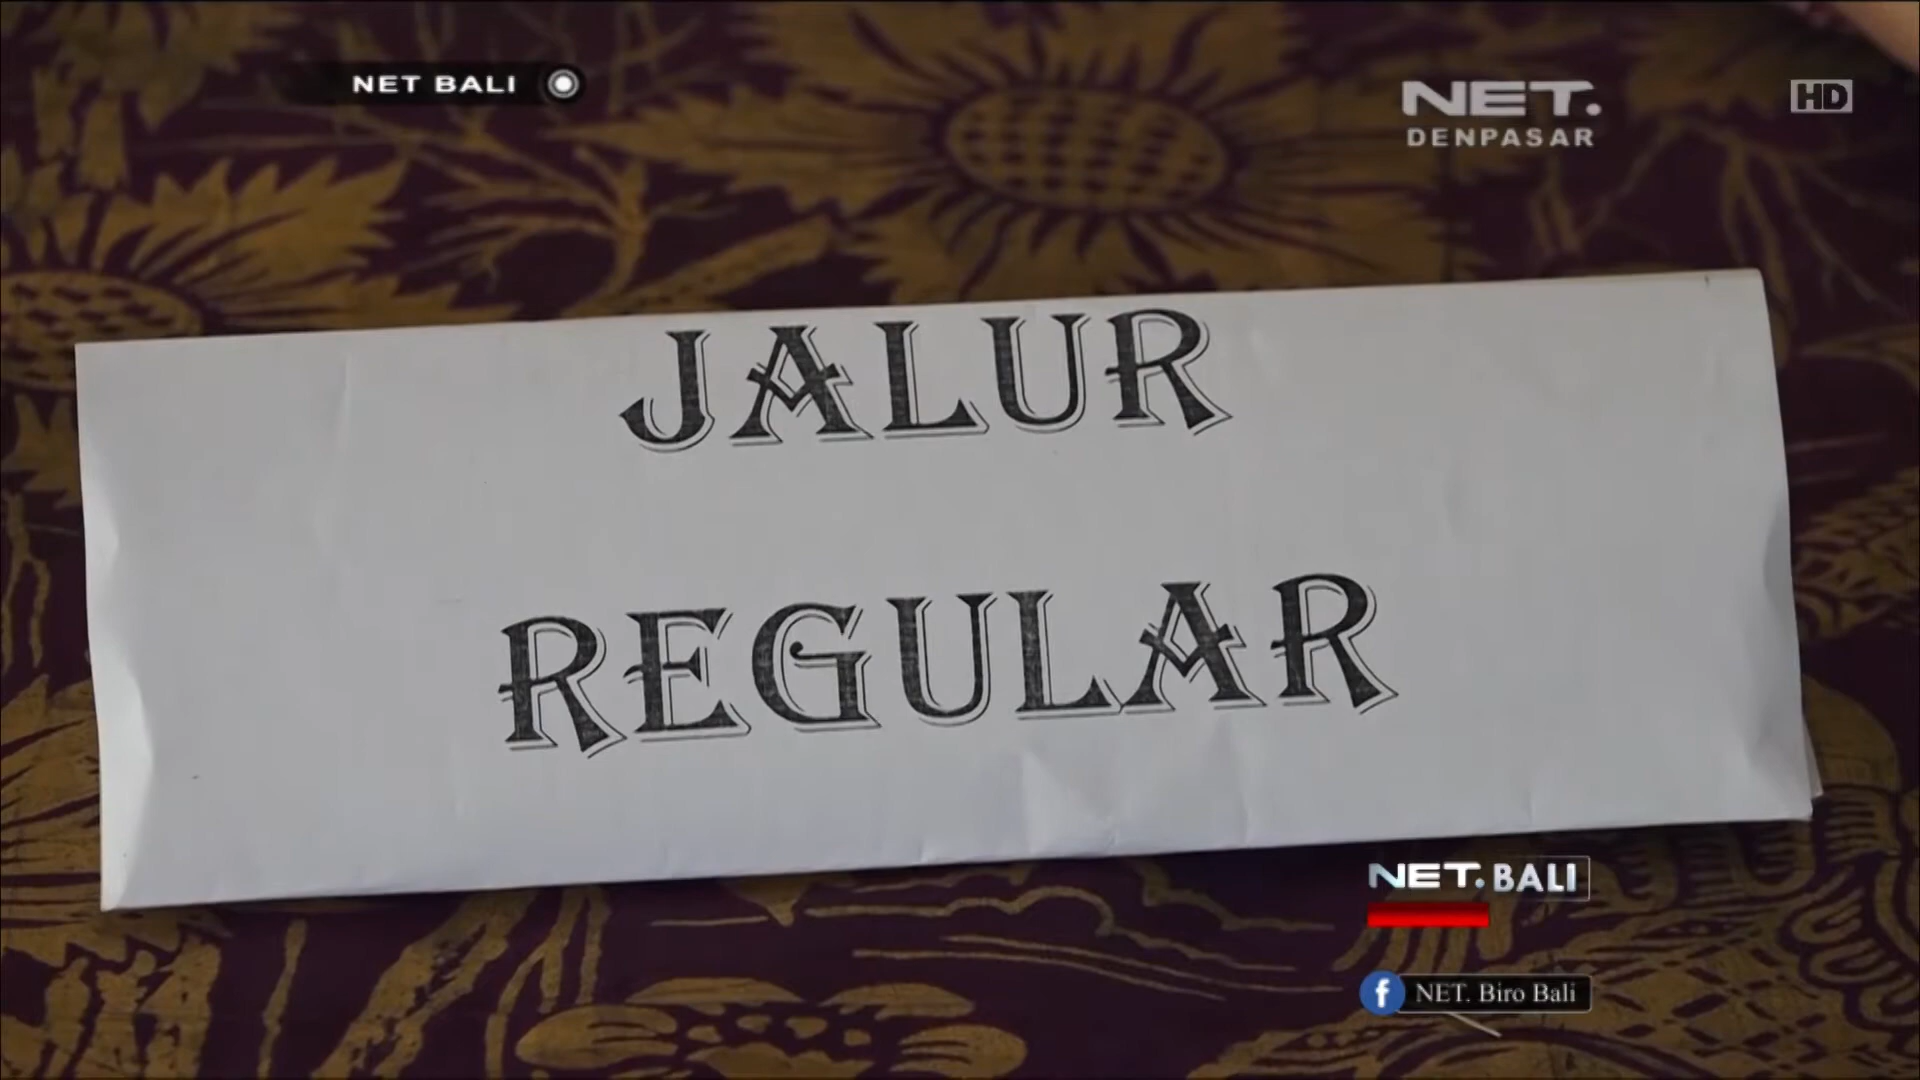 NET BALI
NET.
DENPASAR
HD
JALUR
REGULAR
NET. BALI
NET. Biro Bali